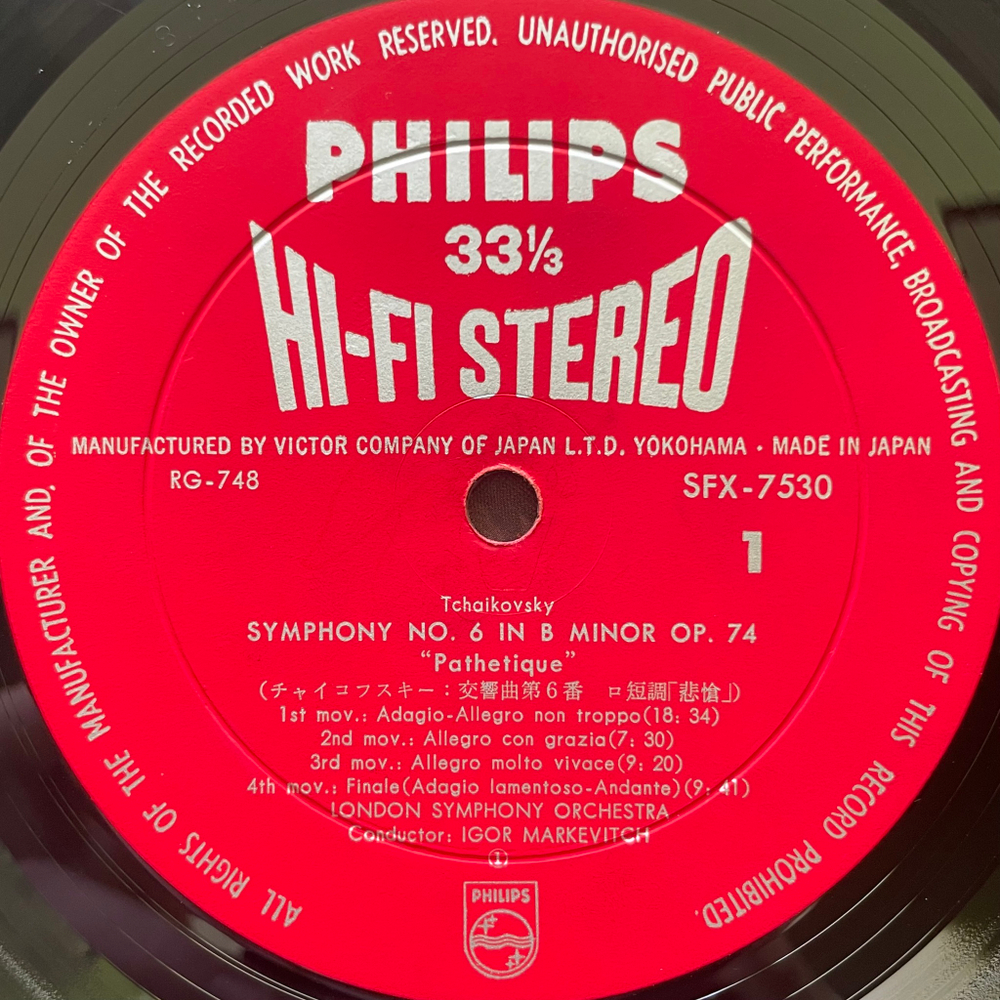 ALL RIGHTS OF THE MANUFACTURER AND, OF THE OWNER OF THE RECORDED WORK RESERVED. UNAUTHORISED PUBLIC PERFORMANCE, BROADCASTING AND COPYING OF THIS RECORD PROHIBITED.
PHILIPS
33⅓
HI-FI STEREO
MANUFACTURED BY VICTOR COMPANY OF JAPAN L.T.D. YOKOHAMA · MADE IN JAPAN
RG-748 SFX-7530
1
Tchaikovsky
SYMPHONY NO. 6 IN B MINOR OP. 74
“Pathetique”
(チャイコフスキー：交響曲第6番 ロ短調「悲愴」)
1st mov.: Adagio-Allegro non troppo(18: 34)
2nd mov.: Allegro con grazia(7: 30)
3rd mov.: Allegro molto vivace(9: 20)
4th mov.: Finale(Adagio lamentoso-Andante)(9: 41)
LONDON SYMPHONY ORCHESTRA
Conductor: IGOR MARKEVITCH
①
PHILIPS